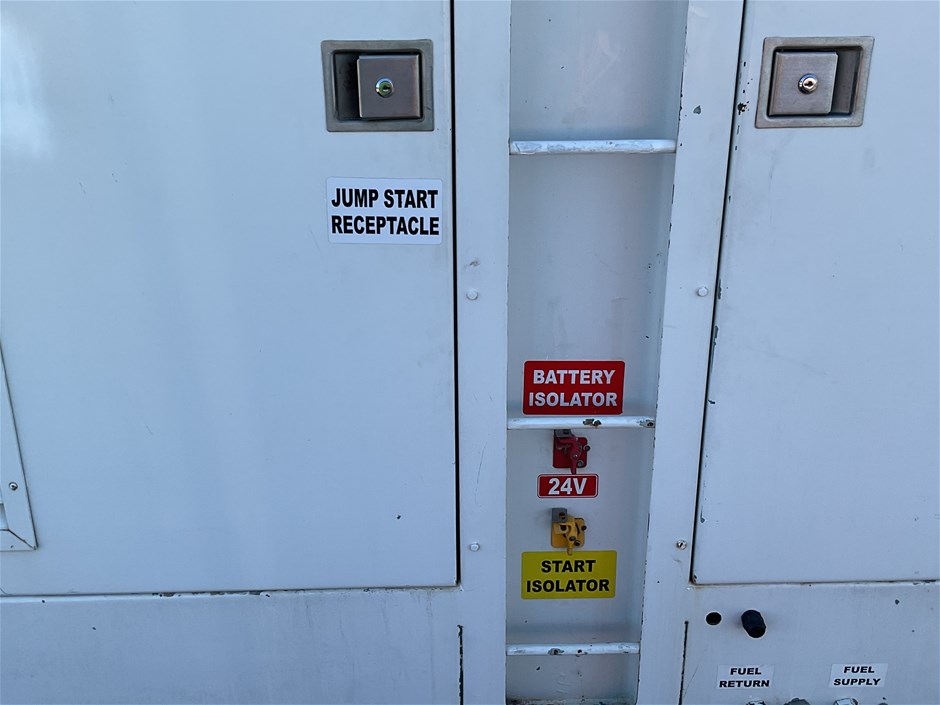 JUMP START
RECEPTACLE
BATTERY
ISOLATOR
24V
START
ISOLATOR
FUEL
RETURN
FUEL
SUPPLY